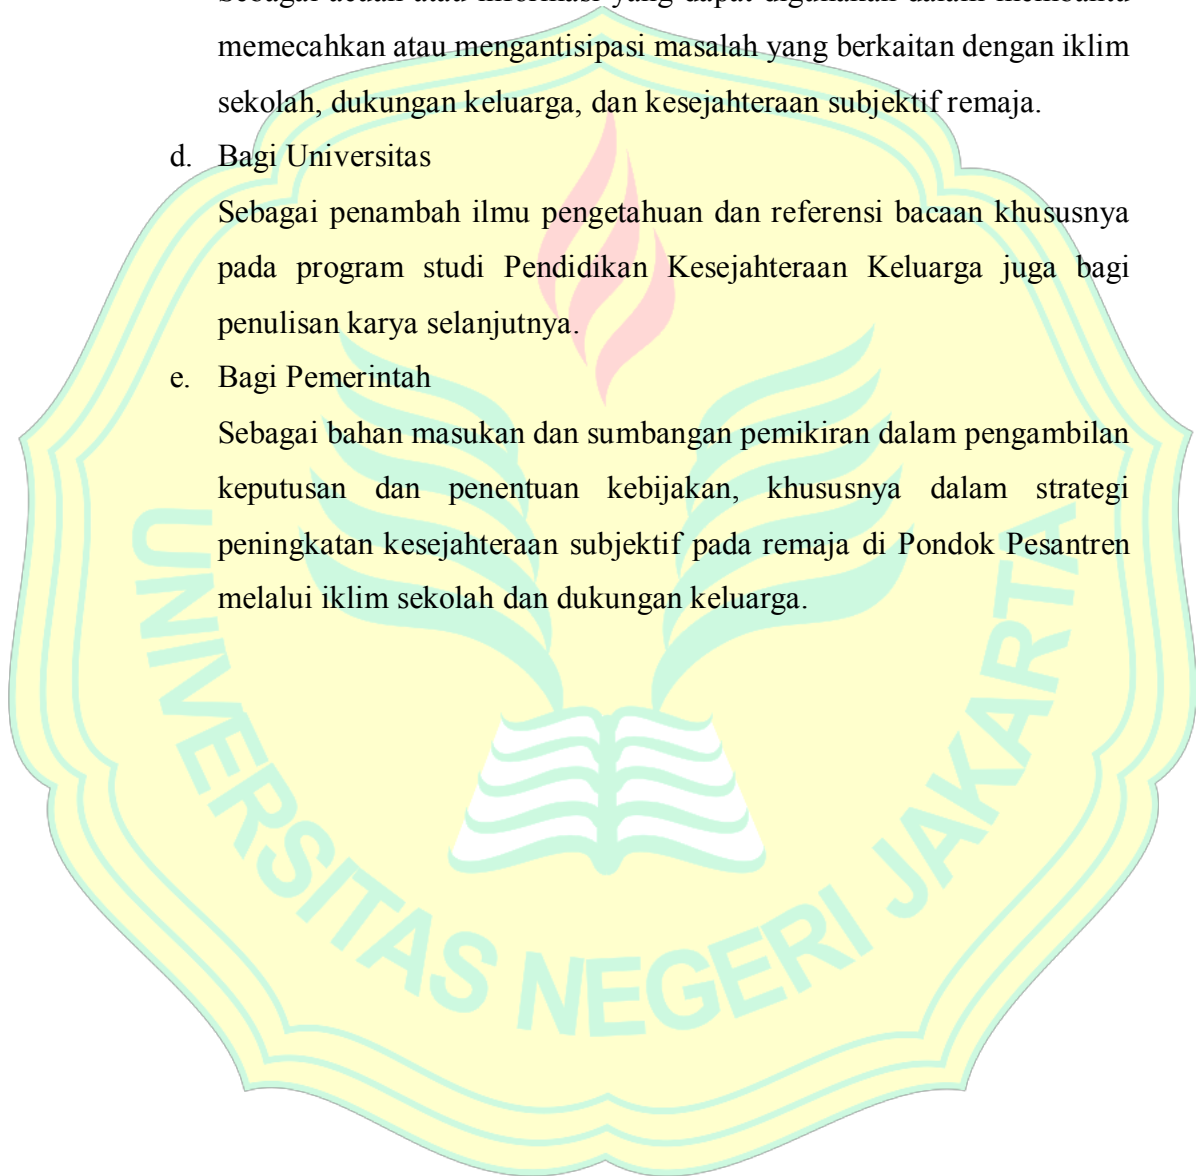 memecahkan atau mengantisipasi masalah yang berkaitan dengan iklim
sekolah, dukungan keluarga, dan kesejahteraan subjektif remaja.
d. Bagi Universitas
Sebagai penambah ilmu pengetahuan dan referensi bacaan khususnya
pada program studi Pendidikan Kesejahteraan Keluarga juga bagi
penulisan karya selanjutnya.
e. Bagi Pemerintah
Sebagai bahan masukan dan sumbangan pemikiran dalam pengambilan
keputusan dan penentuan kebijakan, khususnya dalam strategi
peningkatan kesejahteraan subjektif pada remaja di Pondok Pesantren
melalui iklim sekolah dan dukungan keluarga.
UNIVERSITAS NEGERI JAKARTA